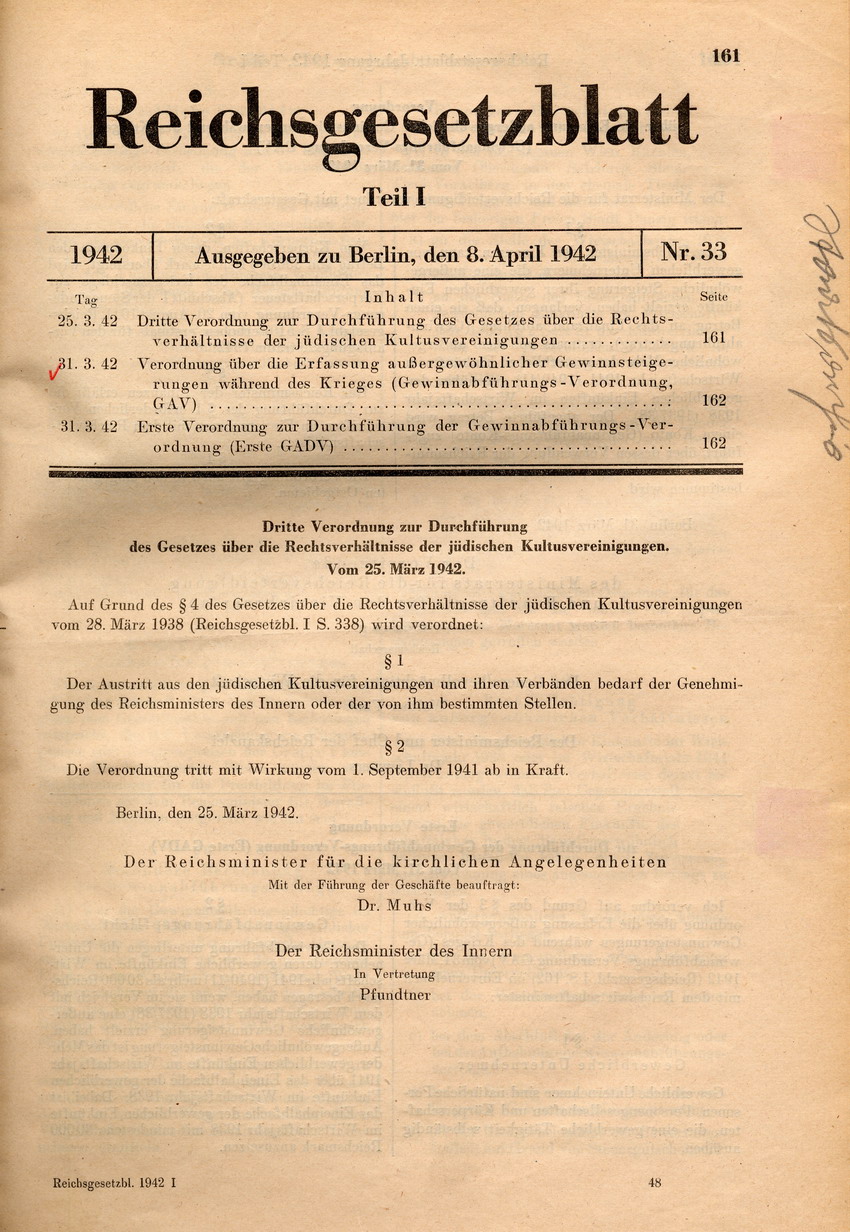 161
Reichsgesetzblatt
Teil I
1942 Ausgegeben zu Berlin, den 8. April 1942 Nr. 33
Tag Inhalt Seite
25. 3. 42 Dritte Verordnung zur Durchführung des Gesetzes über die Rechts-
verhältnisse der jüdischen Kultusvereinigungen ............. 161
31. 3. 42 Verordnung über die Erfassung außergewöhnlicher Gewinnsteige-
rungen während des Krieges (Gewinnabführungs-Verordnung,
GAV) ........................................................ 162
31. 3. 42 Erste Verordnung zur Durchführung der Gewinnabführungs-Ver-
ordnung (Erste GADV) ....................................... 162
Dritte Verordnung zur Durchführung
des Gesetzes über die Rechtsverhältnisse der jüdischen Kultusvereinigungen.
Vom 25. März 1942.
Auf Grund des § 4 des Gesetzes über die Rechtsverhältnisse der jüdischen Kultusvereinigungen
vom 28. März 1938 (Reichsgesetzbl. I S. 338) wird verordnet:
§ 1
Der Austritt aus den jüdischen Kultusvereinigungen und ihren Verbänden bedarf der Genehmi-
gung des Reichsministers des Innern oder der von ihm bestimmten Stellen.
§ 2
Die Verordnung tritt mit Wirkung vom 1. September 1941 ab in Kraft.
Berlin, den 25. März 1942.
Der Reichsminister für die kirchlichen Angelegenheiten
Mit der Führung der Geschäfte beauftragt:
Dr. Muhs
Der Reichsminister des Innern
In Vertretung
Pfundtner
Reichsgesetzbl. 1942 I 48